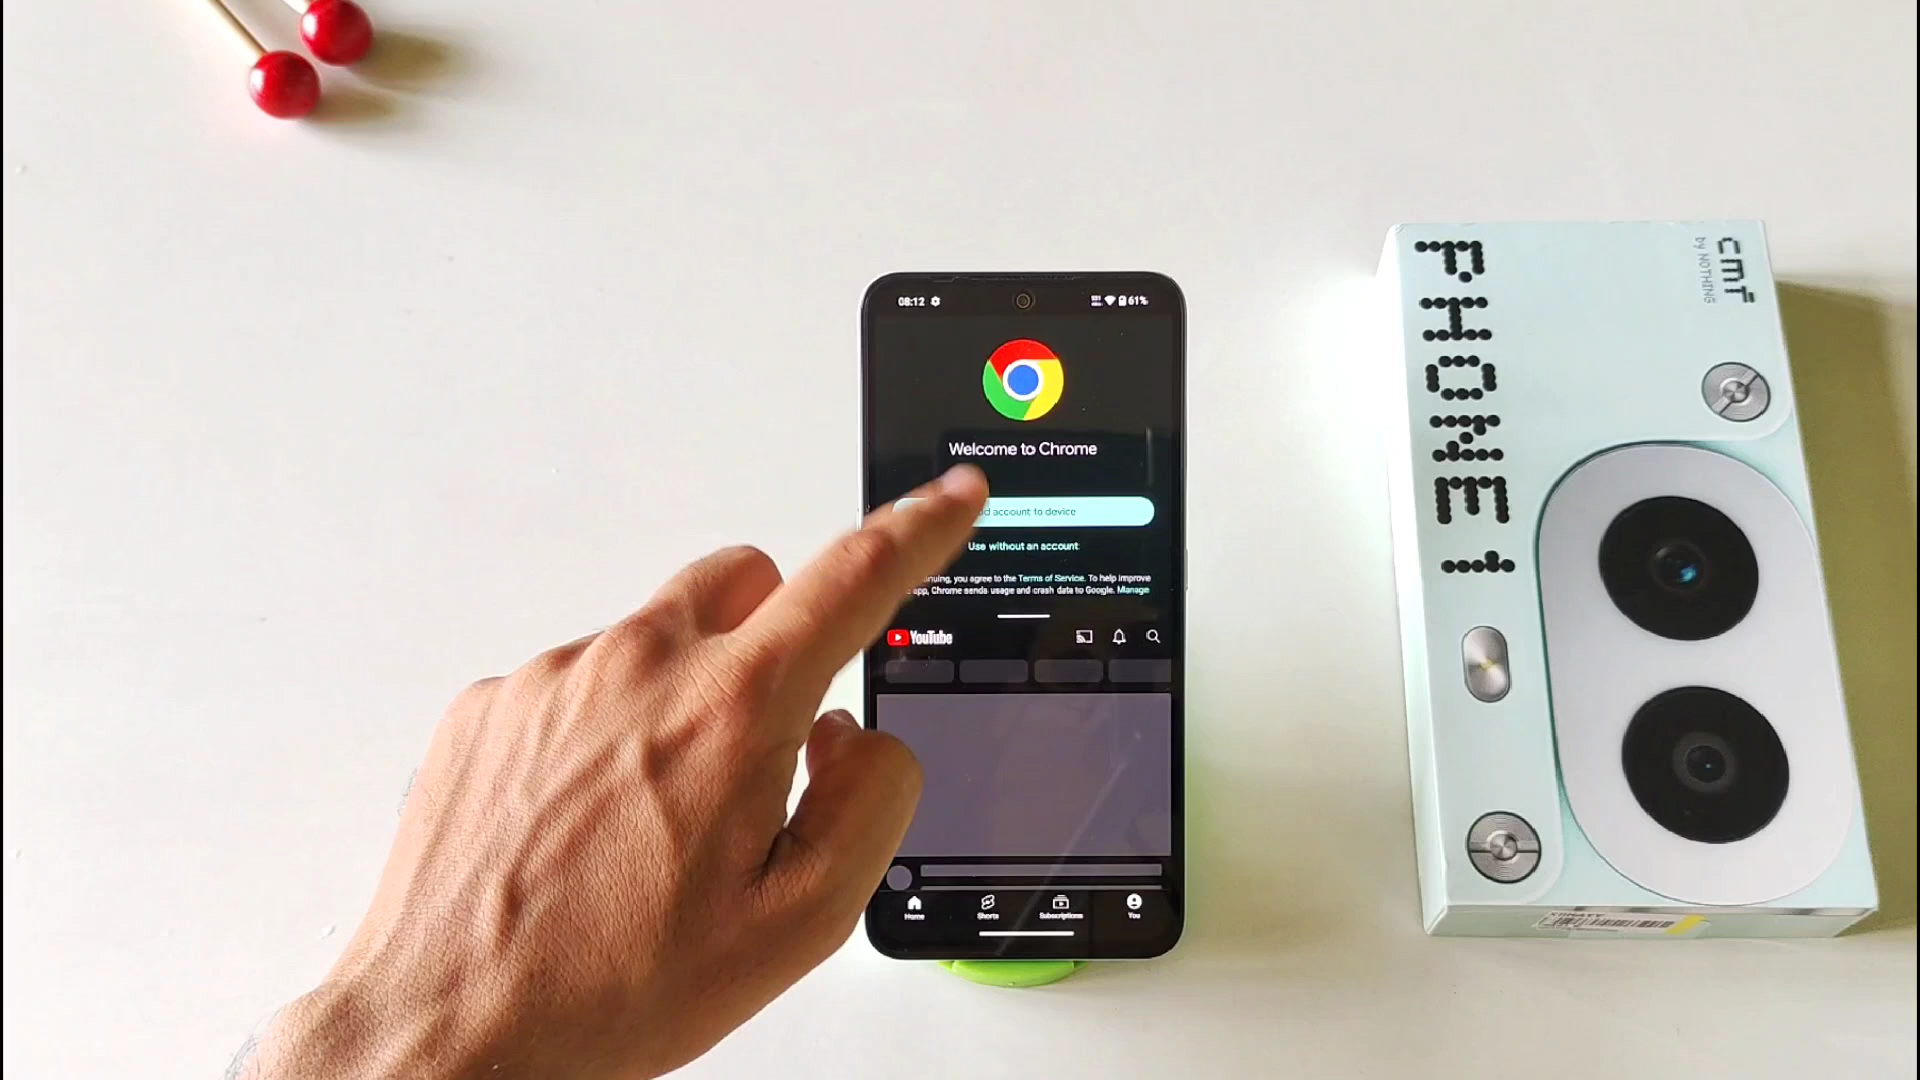 08:12
61%
Welcome to Chrome
account to device
Use without an account
you agree to the Terms of Service. To help improve
app, Chrome sends usage and crash data to Google. Manage
YouTube
Home
Shorts
Subscriptions
You
PHONE 1
cmf
by NOTHING